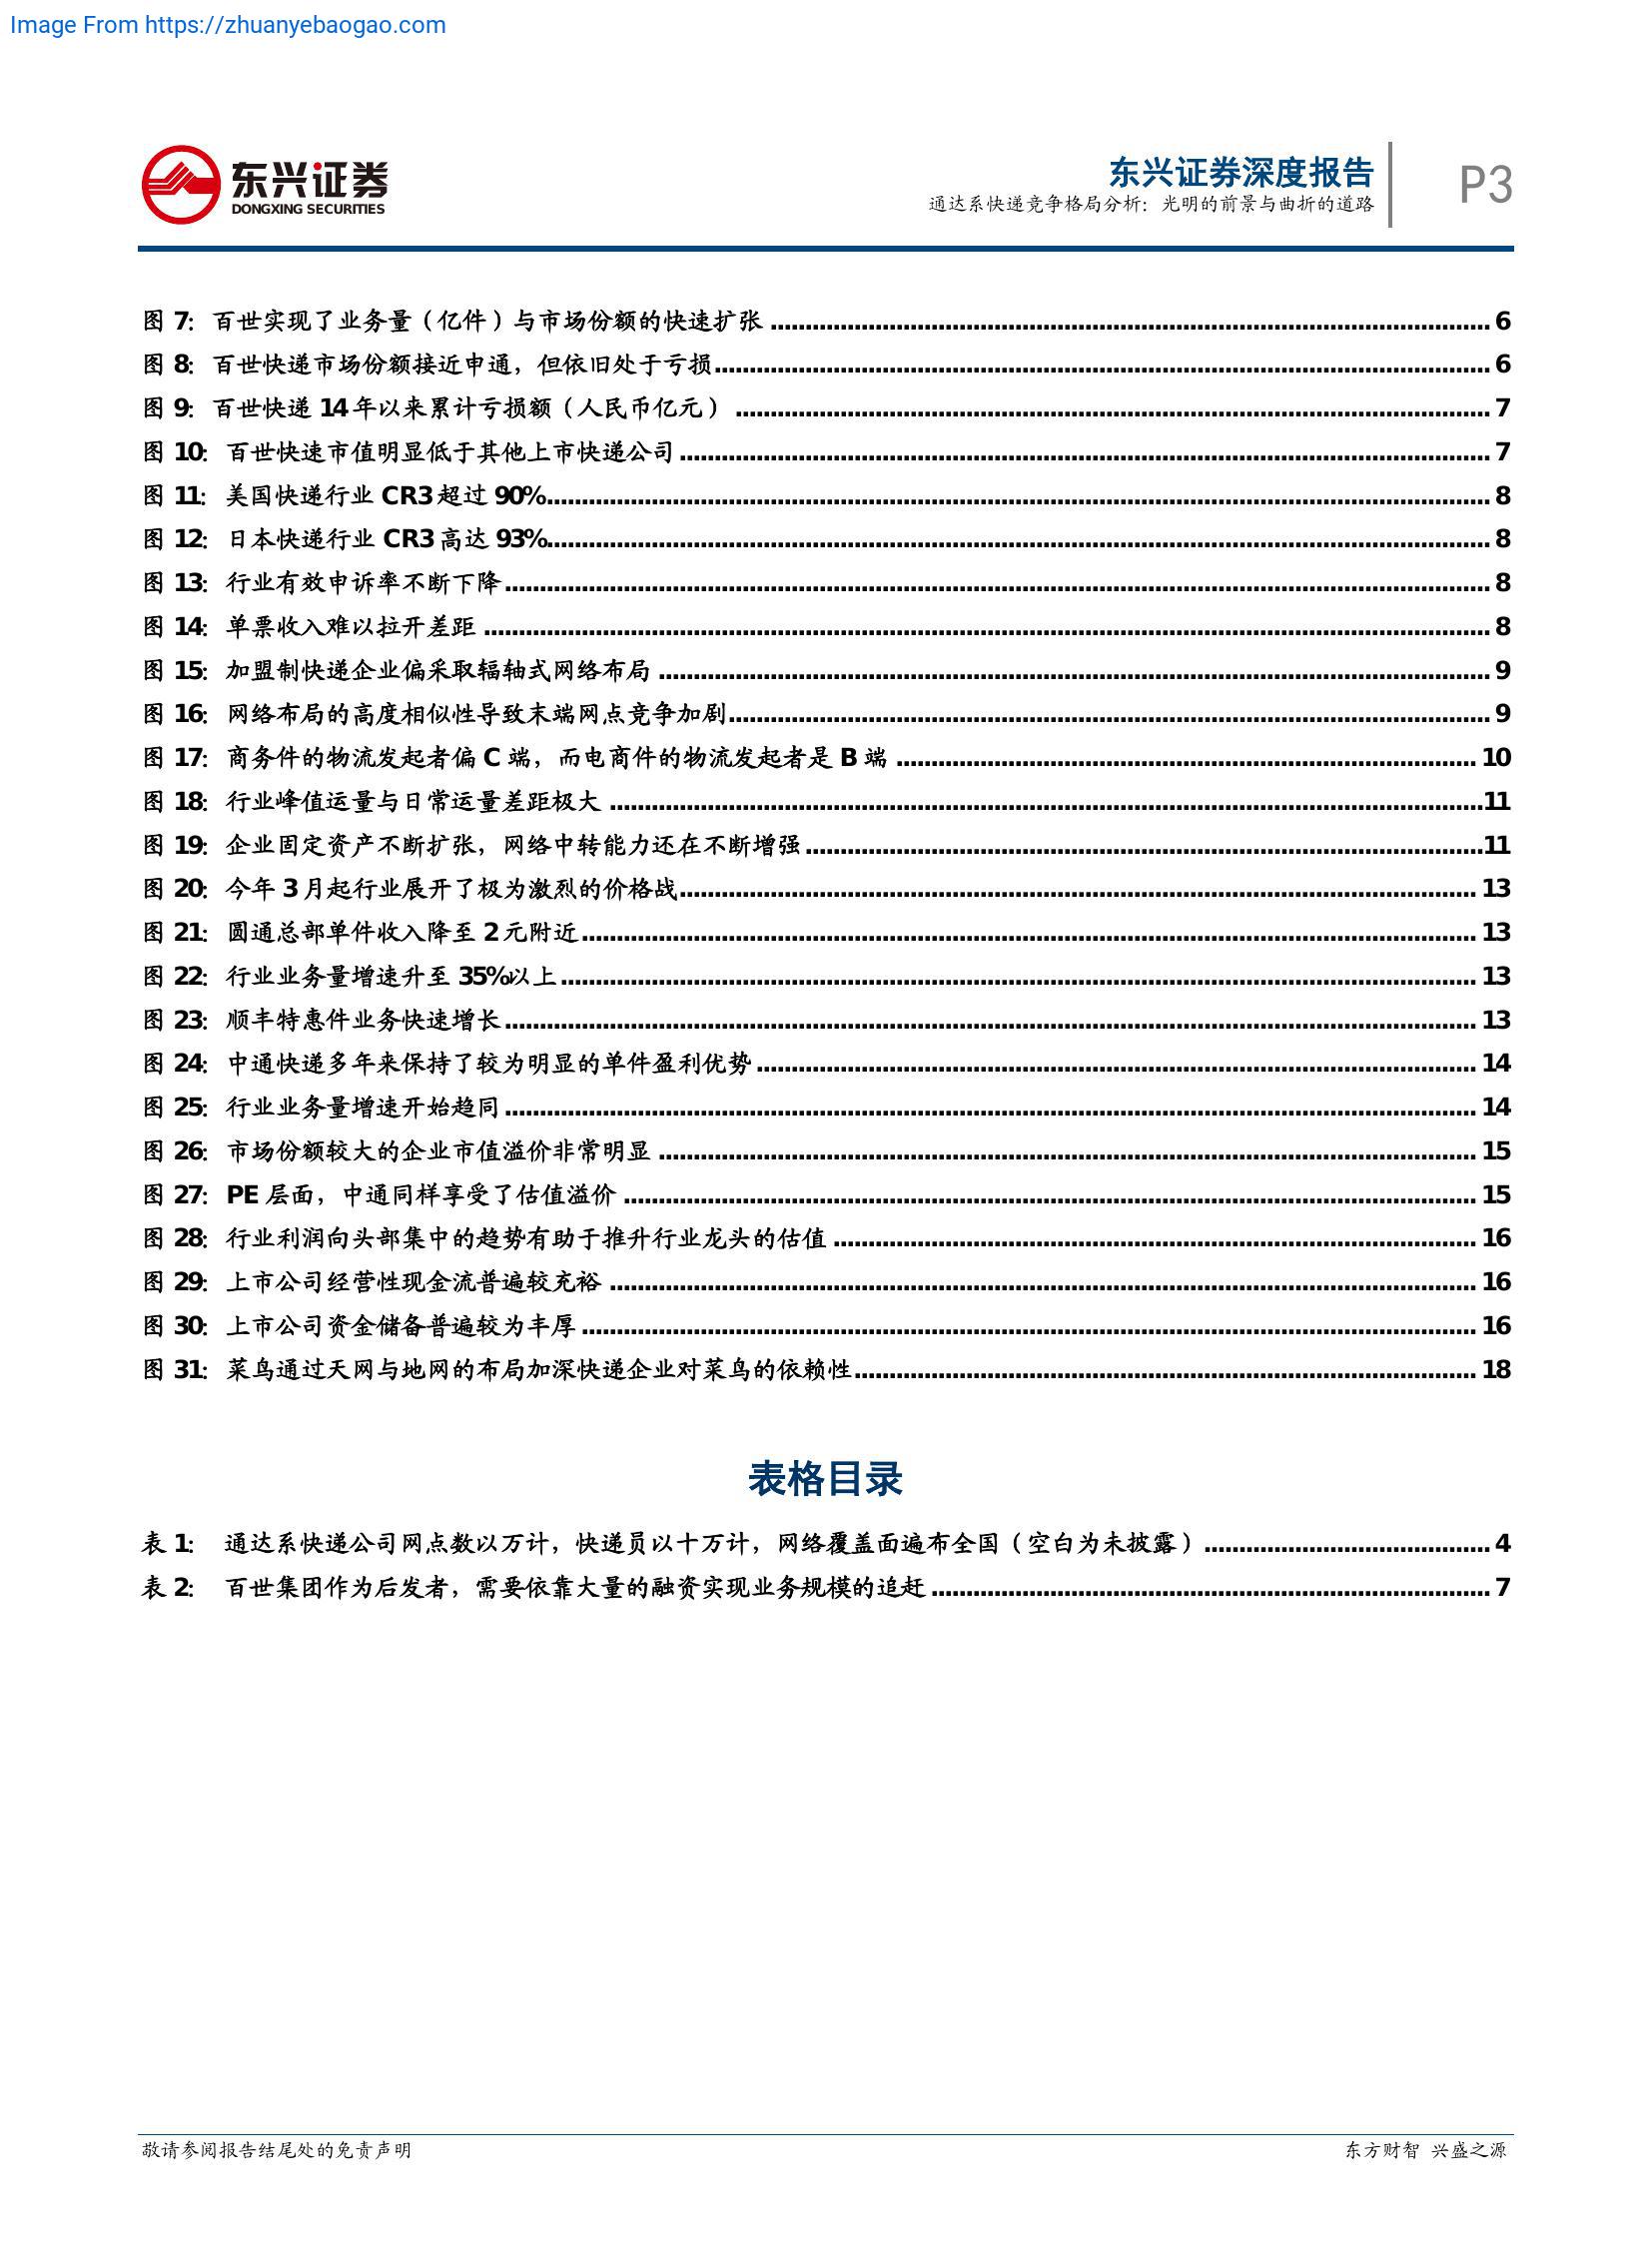 Image From https://zhuanyebaogao.com
东兴证券
DONGXING SECURITIES
东兴证券深度报告
通达系快递竞争格局分析：光明的前景与曲折的道路
P3
图 7：百世实现了业务量（亿件）与市场份额的快速扩张 6
图 8：百世快递市场份额接近申通，但依旧处于亏损 6
图 9：百世快递 14 年以来累计亏损额（人民币亿元） 7
图 10：百世快速市值明显低于其他上市快递公司 7
图 11：美国快递行业 CR3 超过 90% 8
图 12：日本快递行业 CR3 高达 93% 8
图 13：行业有效申诉率不断下降 8
图 14：单票收入难以拉开差距 8
图 15：加盟制快递企业偏采取辐轴式网络布局 9
图 16：网络布局的高度相似性导致末端网点竞争加剧 9
图 17：商务件的物流发起者偏 C 端，而电商件的物流发起者是 B 端 10
图 18：行业峰值运量与日常运量差距极大 11
图 19：企业固定资产不断扩张，网络中转能力还在不断增强 11
图 20：今年 3 月起行业展开了极为激烈的价格战 13
图 21：圆通总部单件收入降至 2 元附近 13
图 22：行业业务量增速升至 35%以上 13
图 23：顺丰特惠件业务快速增长 13
图 24：中通快递多年来保持了较为明显的单件盈利优势 14
图 25：行业业务量增速开始趋同 14
图 26：市场份额较大的企业市值溢价非常明显 15
图 27：PE 层面，中通同样享受了估值溢价 15
图 28：行业利润向头部集中的趋势有助于推升行业龙头的估值 16
图 29：上市公司经营性现金流普遍较充裕 16
图 30：上市公司资金储备普遍较为丰厚 16
图 31：菜鸟通过天网与地网的布局加深快递企业对菜鸟的依赖性 18
表格目录
表 1：通达系快递公司网点数以万计，快递员以十万计，网络覆盖面遍布全国（空白为未披露） 4
表 2：百世集团作为后发者，需要依靠大量的融资实现业务规模的追赶 7
敬请参阅报告结尾处的免责声明
东方财智 兴盛之源